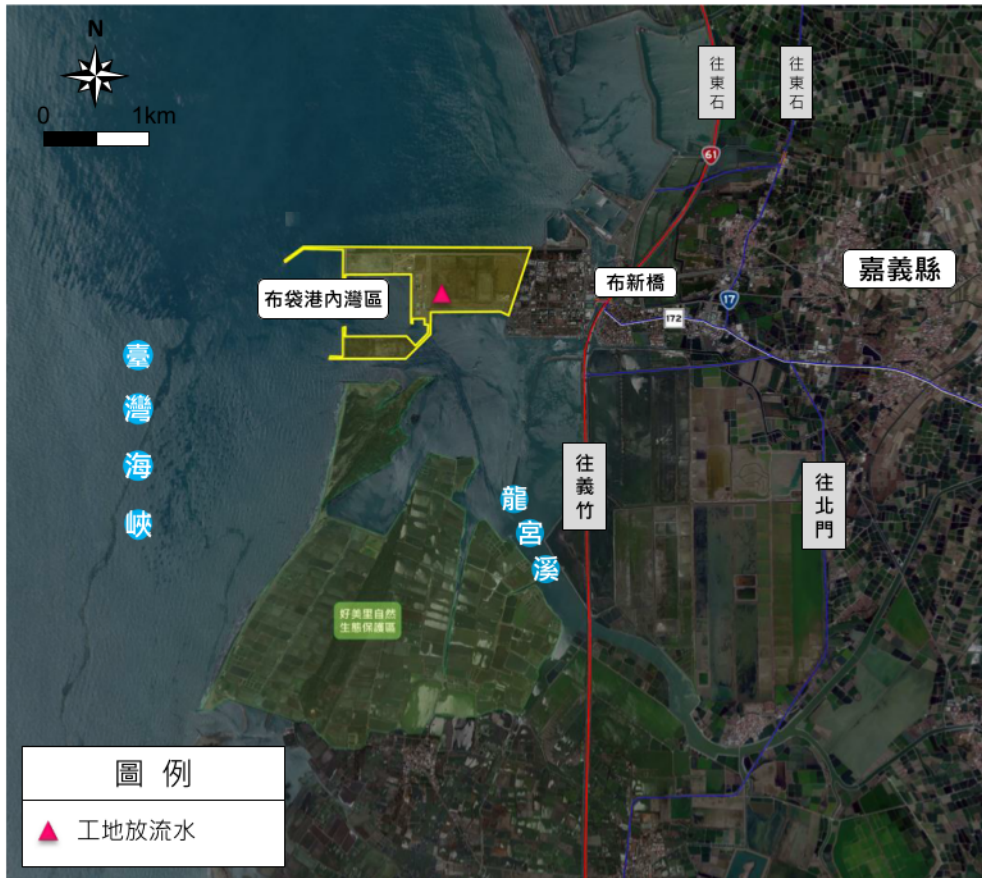 N
0 1km
往東石
往東石
61
嘉義縣
布新橋
布袋港內灣區
17
172
臺灣海峽
往義竹
往北門
龍宮溪
好美里自然
生態保護區
圖例
工地放流水